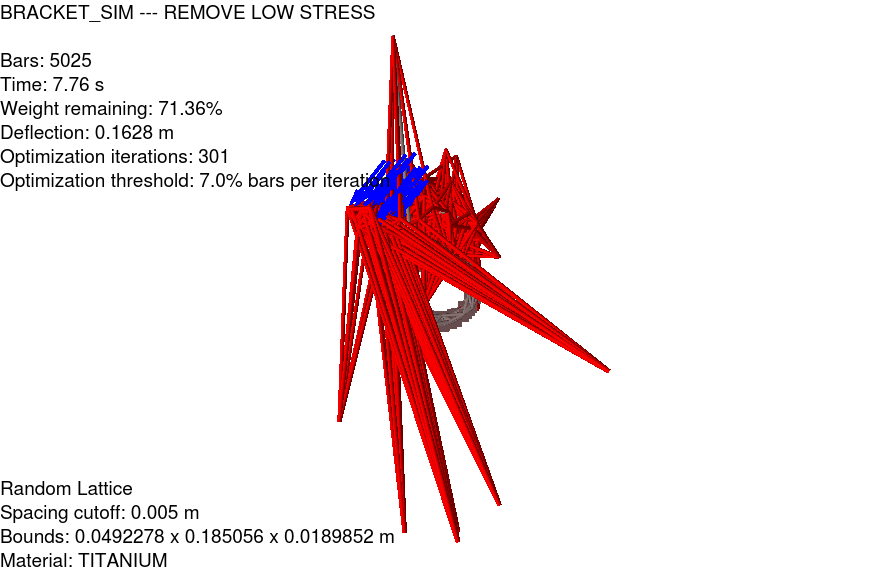 BRACKET_SIM --- REMOVE LOW STRESS
Bars: 5025
Time: 7.76 s
Weight remaining: 71.36%
Deflection: 0.1628 m
Optimization iterations: 301
Optimization threshold: 7.0% bars per iteration
Random Lattice
Spacing cutoff: 0.005 m
Bounds: 0.0492278 x 0.185056 x 0.0189852 m
Material: TITANIUM